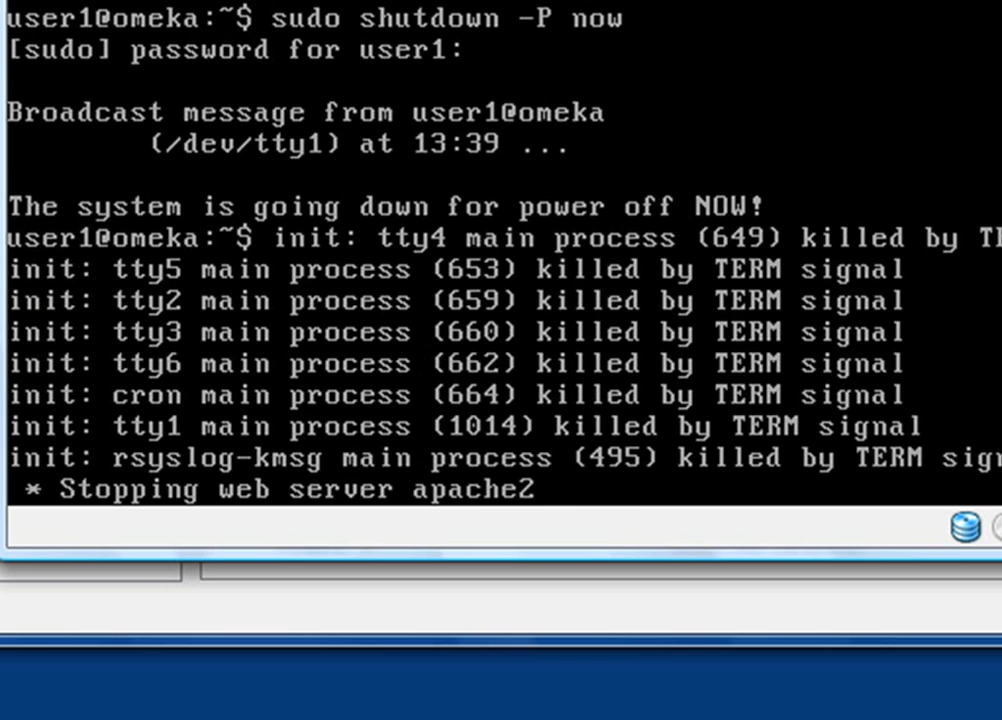 user1@omeka:~$ sudo shutdown -P now
[sudo] password for user1:
Broadcast message from user1@omeka
(/dev/tty1) at 13:39 ...
The system is going down for power off NOW!
user1@omeka:~$ init: tty4 main process (649) killed by
init: tty5 main process (653) killed by TERM signal
init: tty2 main process (659) killed by TERM signal
init: tty3 main process (660) killed by TERM signal
init: tty6 main process (662) killed by TERM signal
init: cron main process (664) killed by TERM signal
init: tty1 main process (1014) killed by TERM signal
init: rsyslog-kmsg main process (495) killed by TERM
* Stopping web server apache2